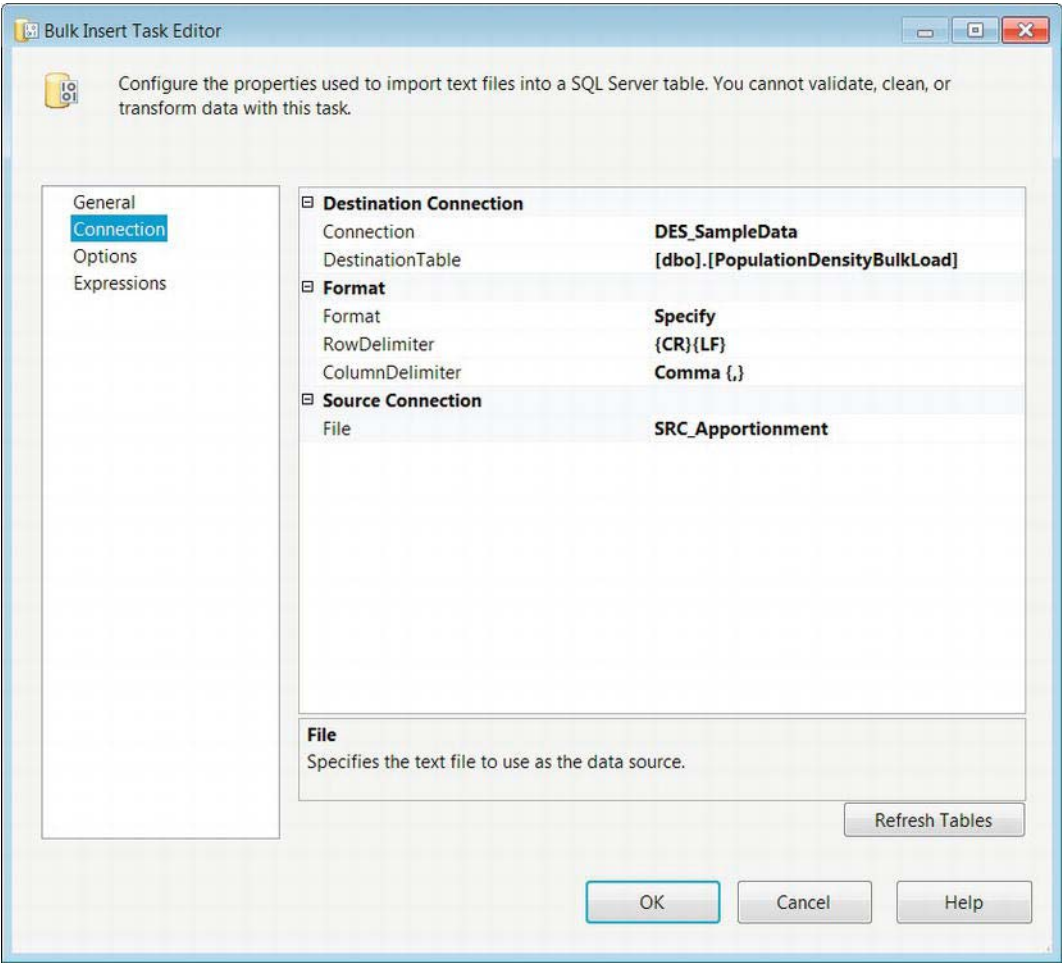 Bulk Insert Task Editor
Configure the properties used to import text files into a SQL Server table. You cannot validate, clean, or
transform data with this task.
General
Connection
Options
Expressions
Destination Connection
Connection DES_SampleData
DestinationTable [dbo].[PopulationDensityBulkLoad]
Format
Format Specify
RowDelimiter {CR}{LF}
ColumnDelimiter Comma {,}
Source Connection
File SRC_Apportionment
File
Specifies the text file to use as the data source.
Refresh Tables
OK Cancel Help